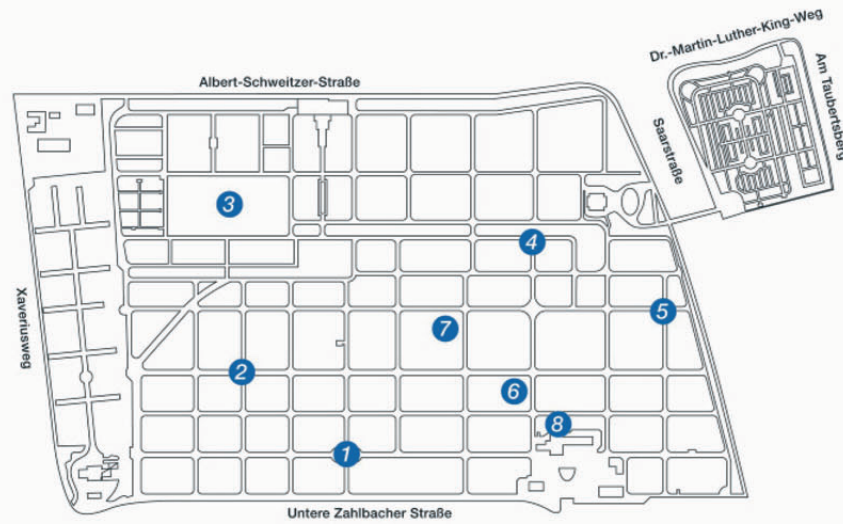 Dr.-Martin-Luther-King-Weg
Albert-Schweitzer-Straße
Am Taubertsberg
Saarstraße
3
4
Xaveriusweg
5
7
2
6
8
1
Untere Zahlbacher Straße